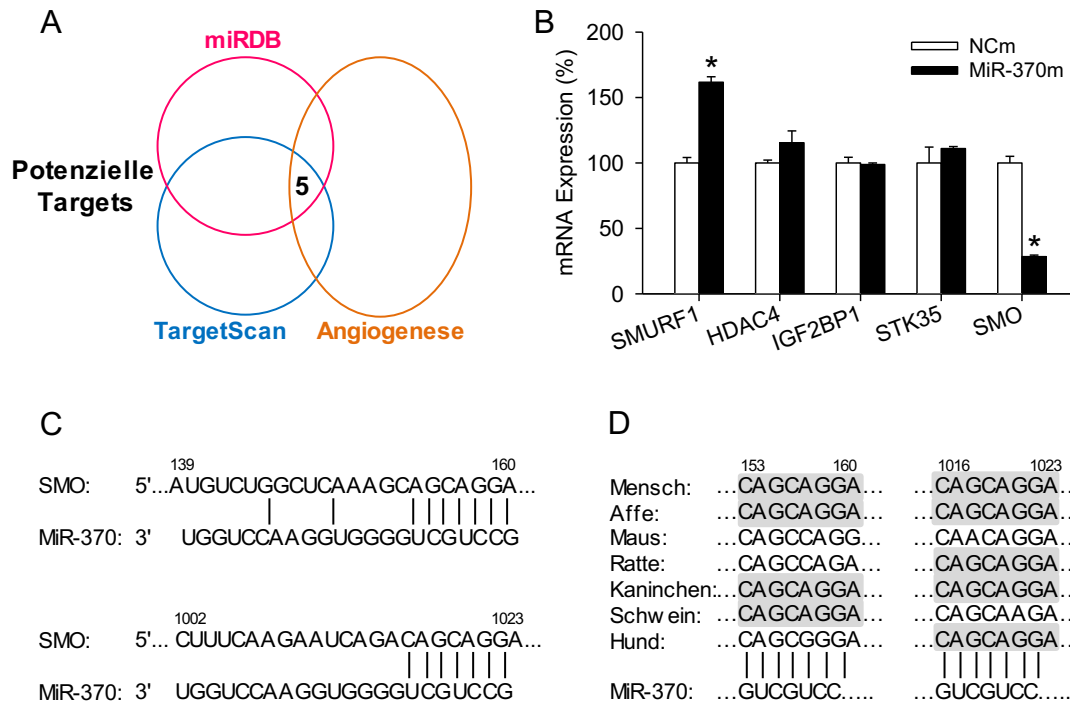 A
miRDB
Potenzielle
Targets
5
TargetScan
Angiogenese
B
mRNA Expression (%)
200
150
100
50
0
NCm
MiR-370m
*
*
SMURF1
HDAC4
IGF2BP1
STK35
SMO
C
139 160
SMO: 5'...AUGUCUGGCUCAAAGCAGCAGGA...
MiR-370: 3' UGGUCCAAGGUGGGGUCGUCCG
1002 1023
SMO: 5'... CUUUCAAGAAUCAGACAGCAGGA...
MiR-370: 3' UGGUCCAAGGUGGGGUCGUCCG
D
153 160 1016 1023
Mensch: ...CAGCAGGA... ...CAGCAGGA...
Affe: ...CAGCAGGA... ...CAGCAGGA...
Maus: ...CAGCCAGG... ...CAACAGGA...
Ratte: ...CAGCCAGA... ...CAGCAGGA...
Kaninchen: ...CAGCAGGA... ...CAGCAGGA...
Schwein: ...CAGCAGGA... ...CAGCAAGA...
Hund: ...CAGCGGGA... ...CAGCAGGA...
MiR-370: ...GUCGUCC..... ...GUCGUCC.....